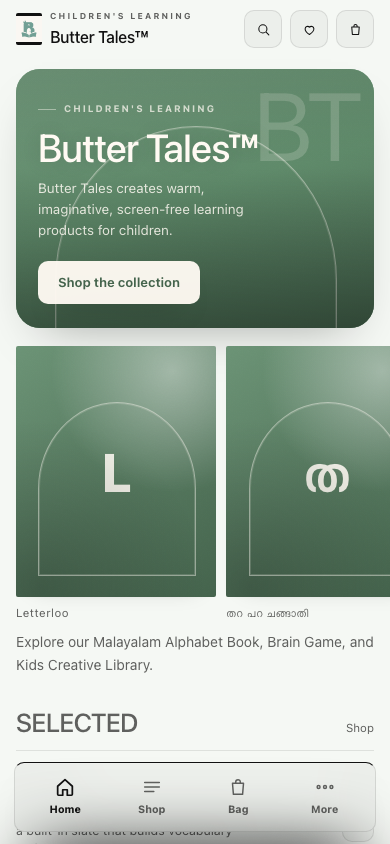 CHILDREN'S LEARNING
Butter Tales™
CHILDREN'S LEARNING
BT
Butter Tales™
Butter Tales creates warm,
imaginative, screen-free learning
products for children.
Shop the collection
L
ത
Letterloo
തറ പറ ചങ്ങാതി
Explore our Malayalam Alphabet Book, Brain Game, and
Kids Creative Library.
SELECTED
Shop
Home
Shop
Bag
More
a built-in slate that builds vocabulary